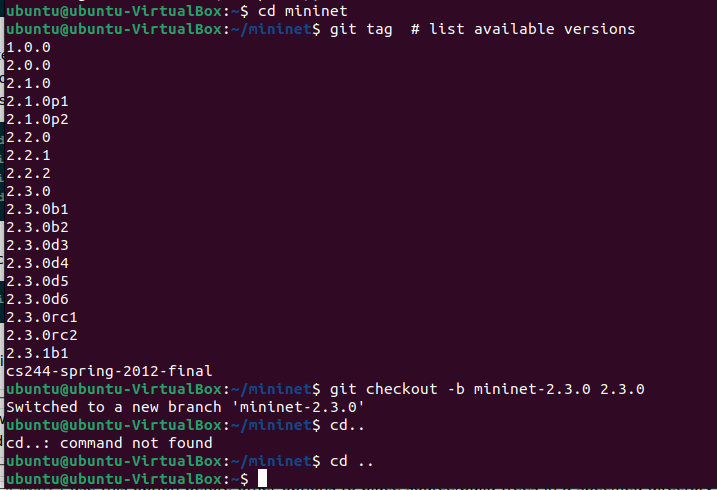 ubuntu@ubuntu-VirtualBox:~$ cd mininet
ubuntu@ubuntu-VirtualBox:~/mininet$ git tag  # list available versions
1.0.0
2.0.0
2.1.0
2.1.0p1
2.1.0p2
2.2.0
2.2.1
2.2.2
2.3.0
2.3.0b1
2.3.0b2
2.3.0d3
2.3.0d4
2.3.0d5
2.3.0d6
2.3.0rc1
2.3.0rc2
2.3.1b1
cs244-spring-2012-final
ubuntu@ubuntu-VirtualBox:~/mininet$ git checkout -b mininet-2.3.0 2.3.0
Switched to a new branch 'mininet-2.3.0'
ubuntu@ubuntu-VirtualBox:~/mininet$ cd..
cd..: command not found
ubuntu@ubuntu-VirtualBox:~/mininet$ cd ..
ubuntu@ubuntu-VirtualBox:~$